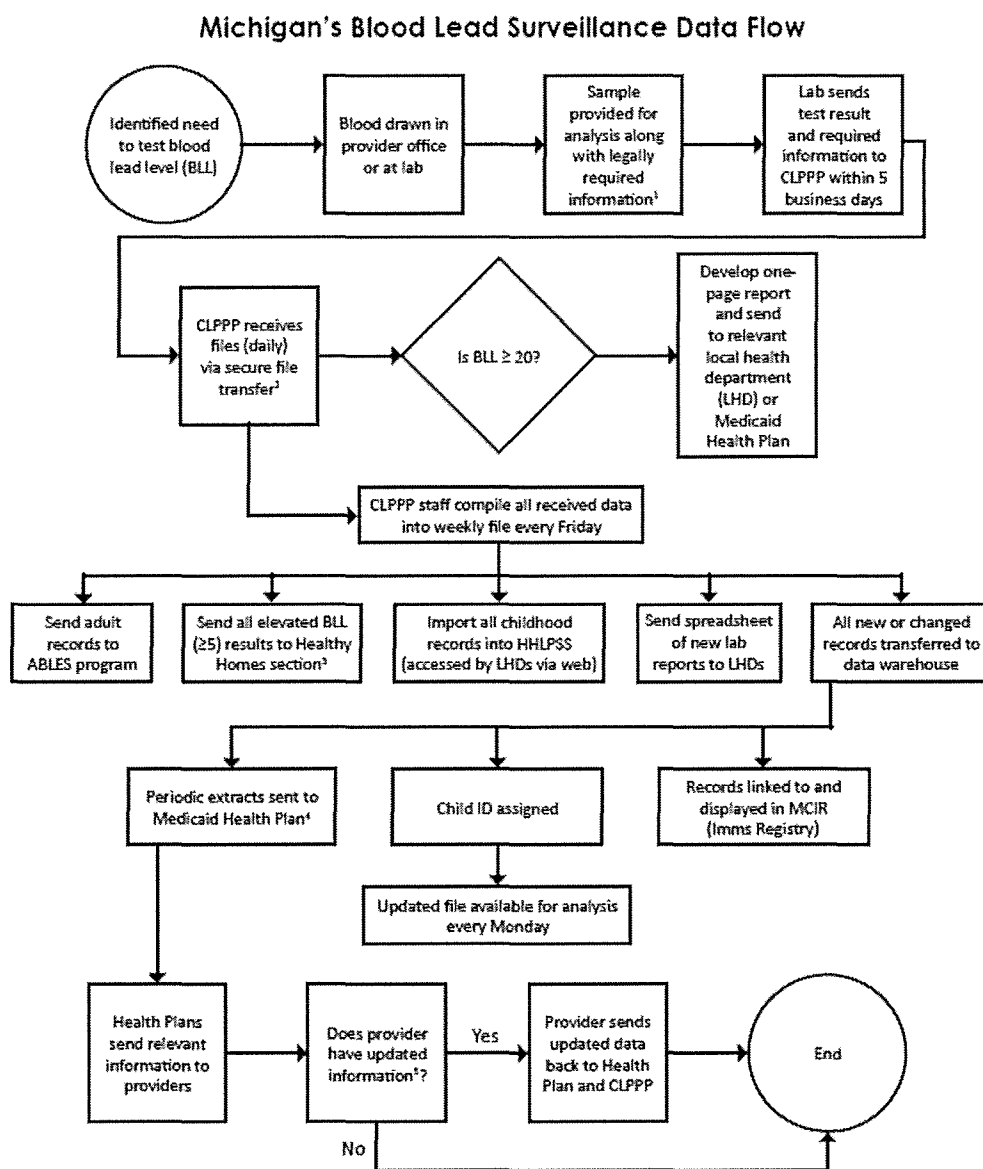 Michigan's Blood Lead Surveillance Data Flow
Identified need
to test blood
lead level (BLL)
Blood drawn in
provider office
or at lab
Sample
provided for
analysis along
with legally
required
information¹
Lab sends
test result
and required
information to
CLPPP within 5
business days
CLPPP receives
files (daily)
via secure file
transfer²
Is BLL ≥ 20?
Develop one-
page report
and send
to relevant
local health
department
(LHD) or
Medicaid
Health Plan
CLPPP staff compile all received data
into weekly file every Friday
Send adult
records to
ABLES program
Send all elevated BLL
(≥5) results to Healthy
Homes section³
Import all childhood
records into HHLPSS
(accessed by LHDs via web)
Send spreadsheet
of new lab
reports to LHDs
All new or changed
records transferred to
data warehouse
Periodic extracts sent to
Medicaid Health Plan⁴
Child ID assigned
Records linked to and
displayed in MCIR
(Imms Registry)
Updated file available for analysis
every Monday
Health Plans
send relevant
information to
providers
Does provider
have updated
information⁵?
Yes
Provider sends
updated data
back to Health
Plan and CLPPP
End
No